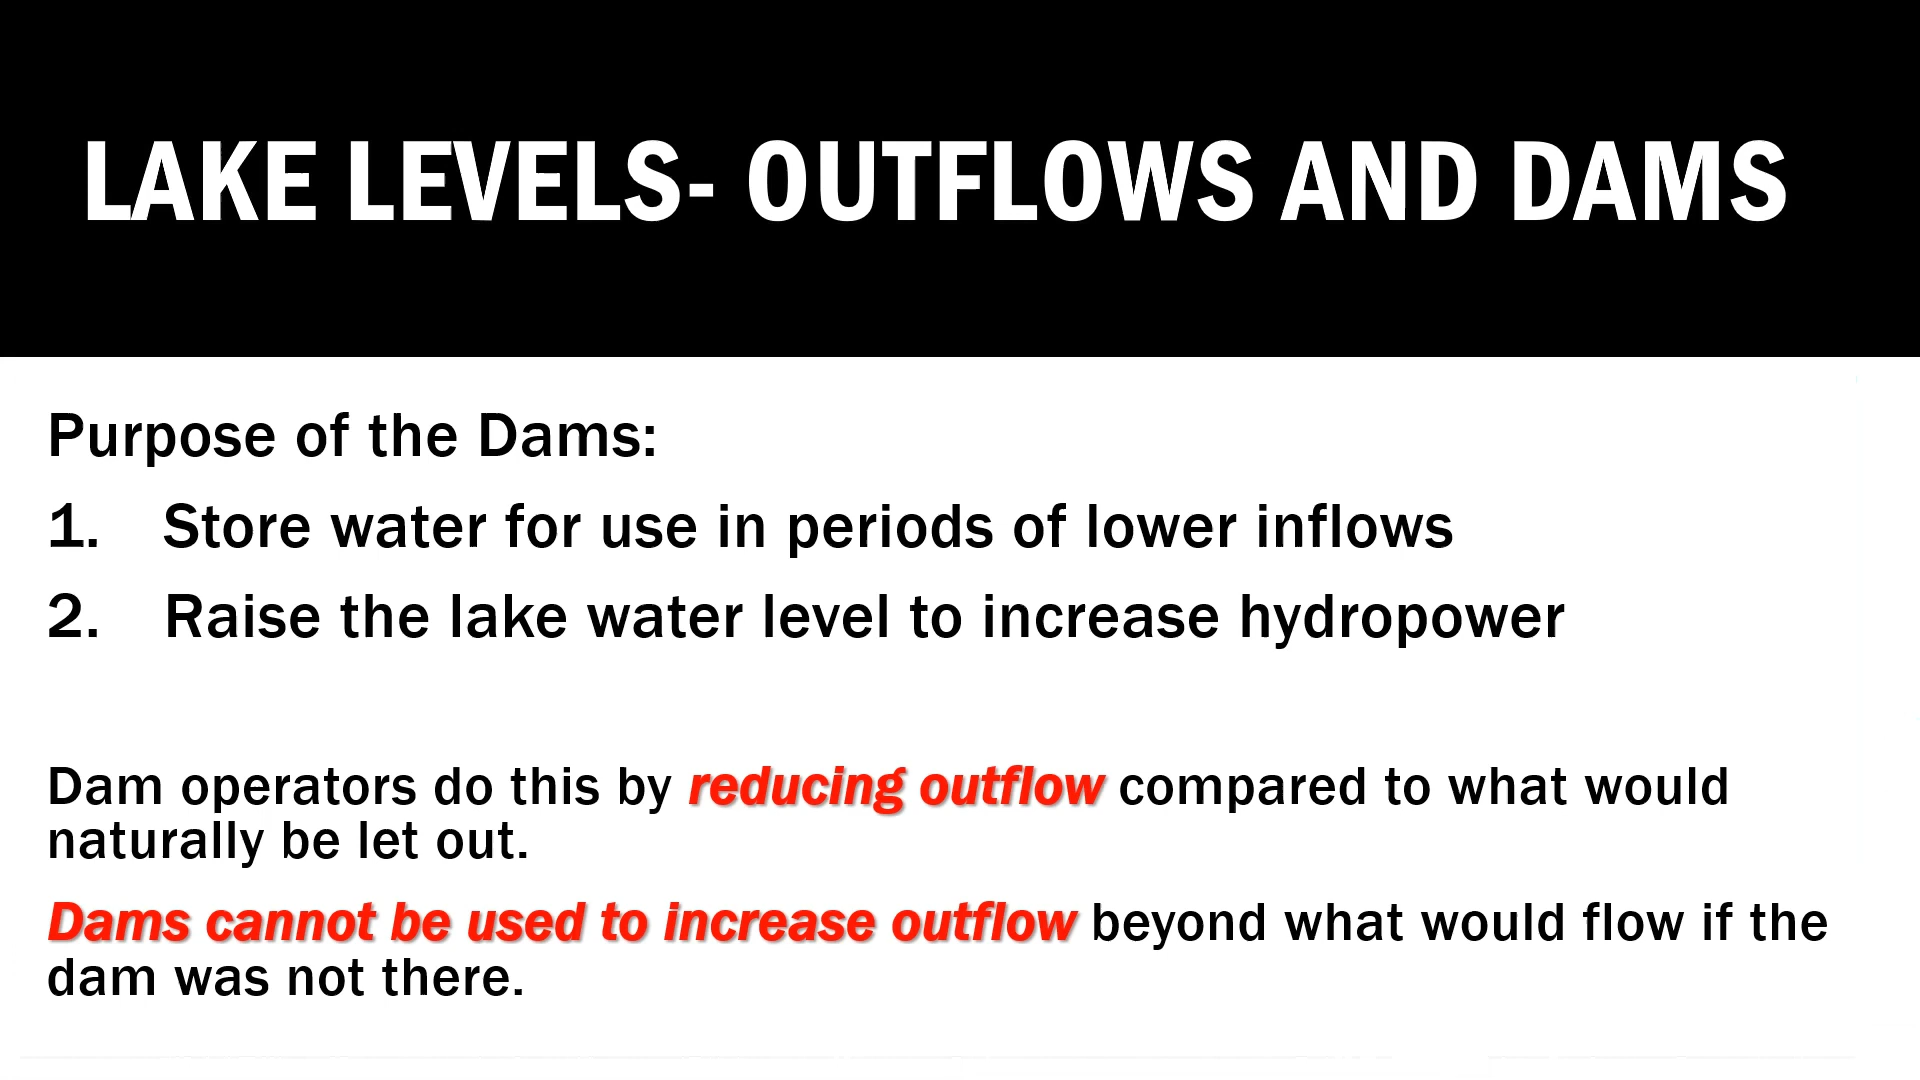 LAKE LEVELS- OUTFLOWS AND DAMS
Purpose of the Dams:
1. Store water for use in periods of lower inflows
2. Raise the lake water level to increase hydropower
Dam operators do this by reducing outflow compared to what would
naturally be let out.
Dams cannot be used to increase outflow beyond what would flow if the
dam was not there.